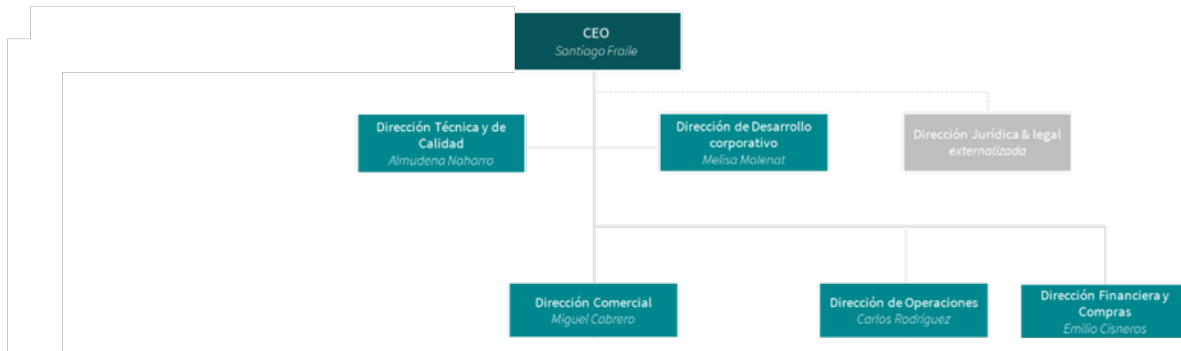 CEO
Santiago Fraile
Dirección Técnica y de
Calidad
Almudena Naharro
Dirección de Desarrollo
corporativo
Melisa Molenat
Dirección Jurídica & legal
externalizada
Dirección Comercial
Miguel Cabrero
Dirección de Operaciones
Carlos Rodríguez
Dirección Financiera y
Compras
Emilio Cisneros